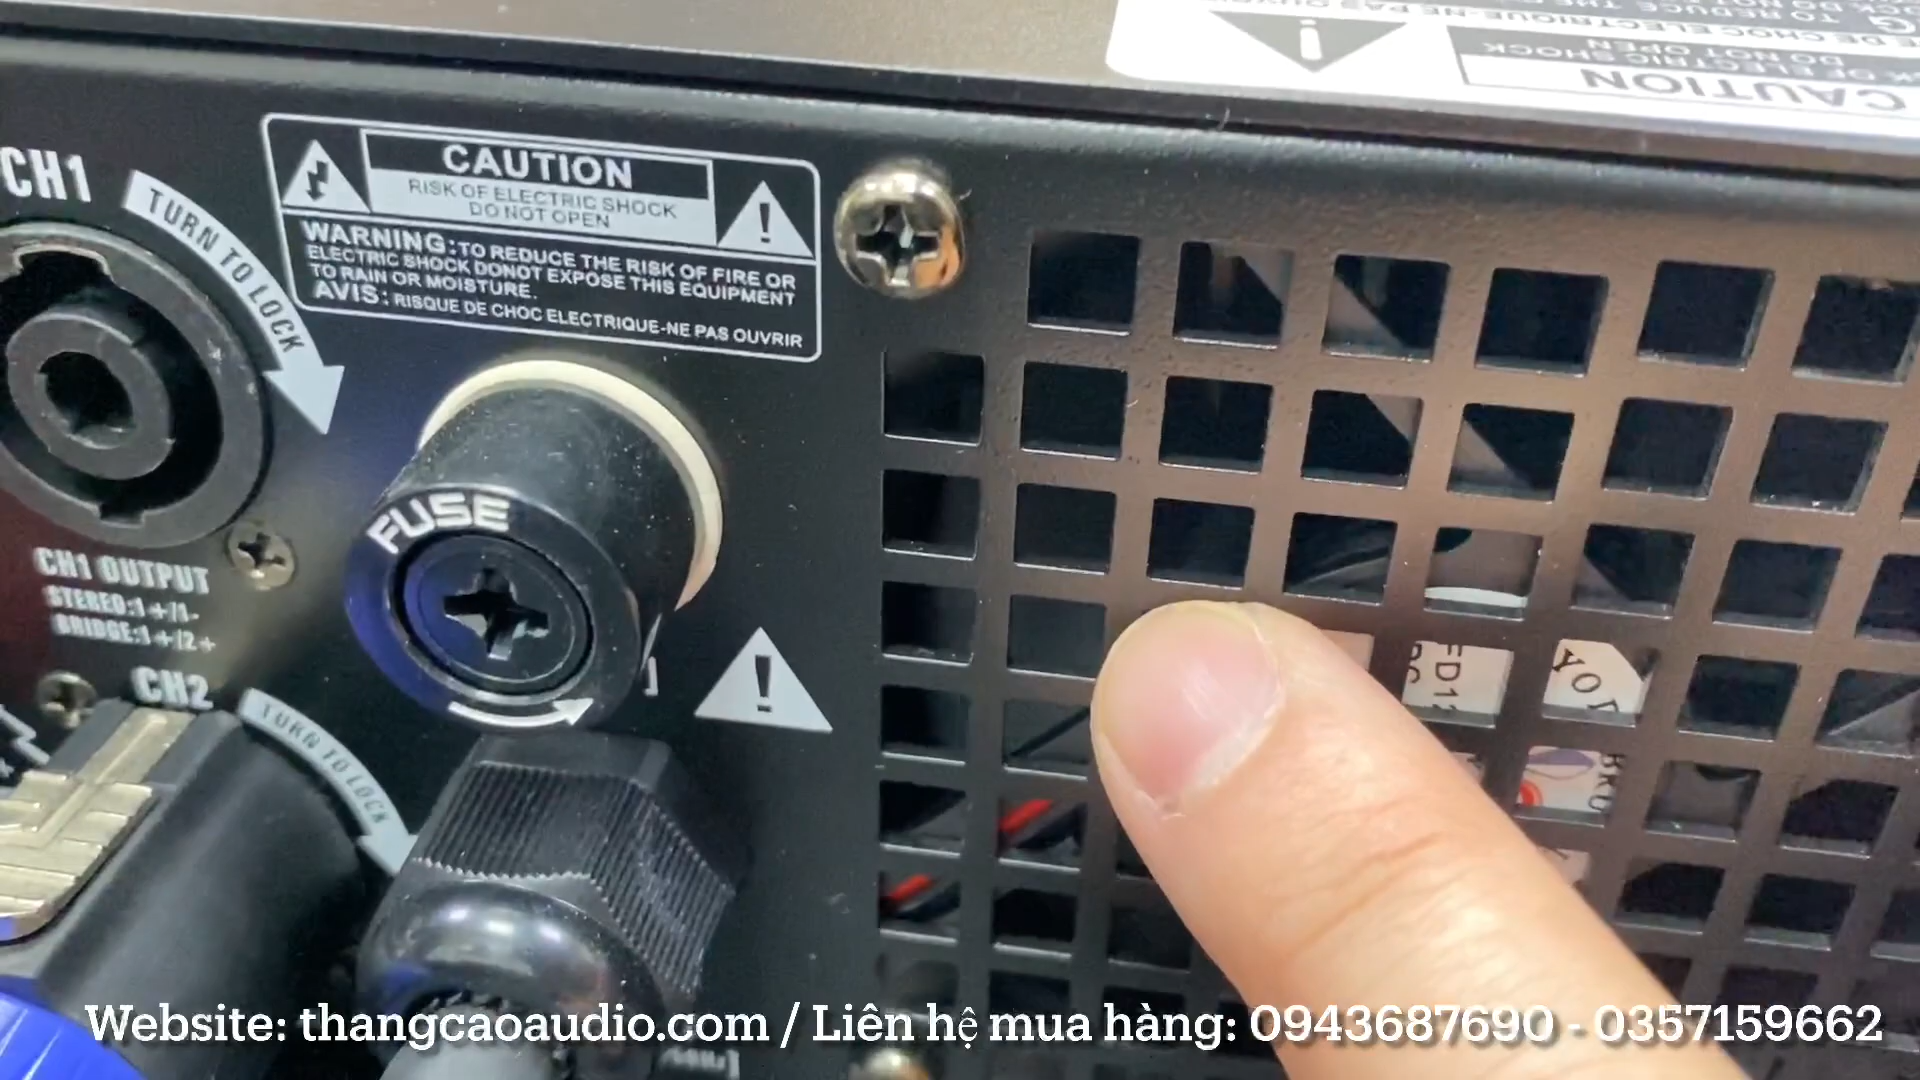 CAUTION
RISK OF ELECTRIC SHOCK
DO NOT OPEN
WARNING:TO REDUCE THE RISK OF FIRE OR
ELECTRIC SHOCK DONOT EXPOSE THIS EQUIPMENT
TO RAIN OR MOISTURE.
AVIS:RISQUE DE CHOC ELECTRIQUE-NE PAS OUVRIR
CAUTION
DO NOT OPEN
CH1
TURN TO LOCK
FUSE
CH1 OUTPUT
STEREO:1+/1-
BRIDGE:1+/2+
CH2
TURN TO LOCK
FD12
Website: thangcaoaudio.com / Liên hệ mua hàng: 0943687690 - 0357159662